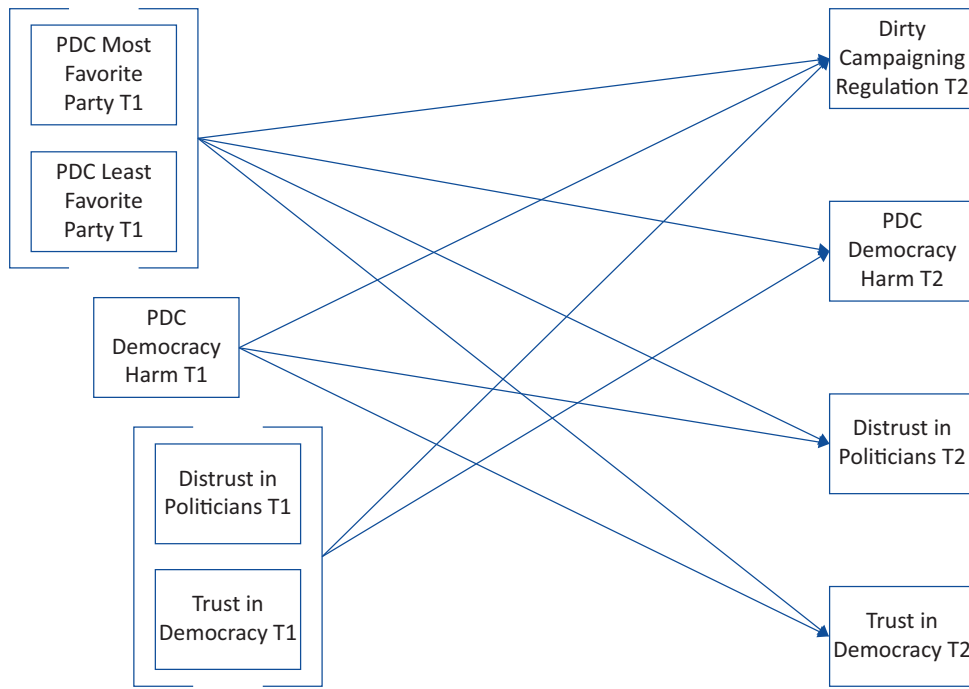 PDC Most
Favorite
Party T1
PDC Least
Favorite
Party T1
PDC
Democracy
Harm T1
Distrust in
Politicians T1
Trust in
Democracy T1
Dirty
Campaigning
Regulation T2
PDC
Democracy
Harm T2
Distrust in
Politicians T2
Trust in
Democracy T2